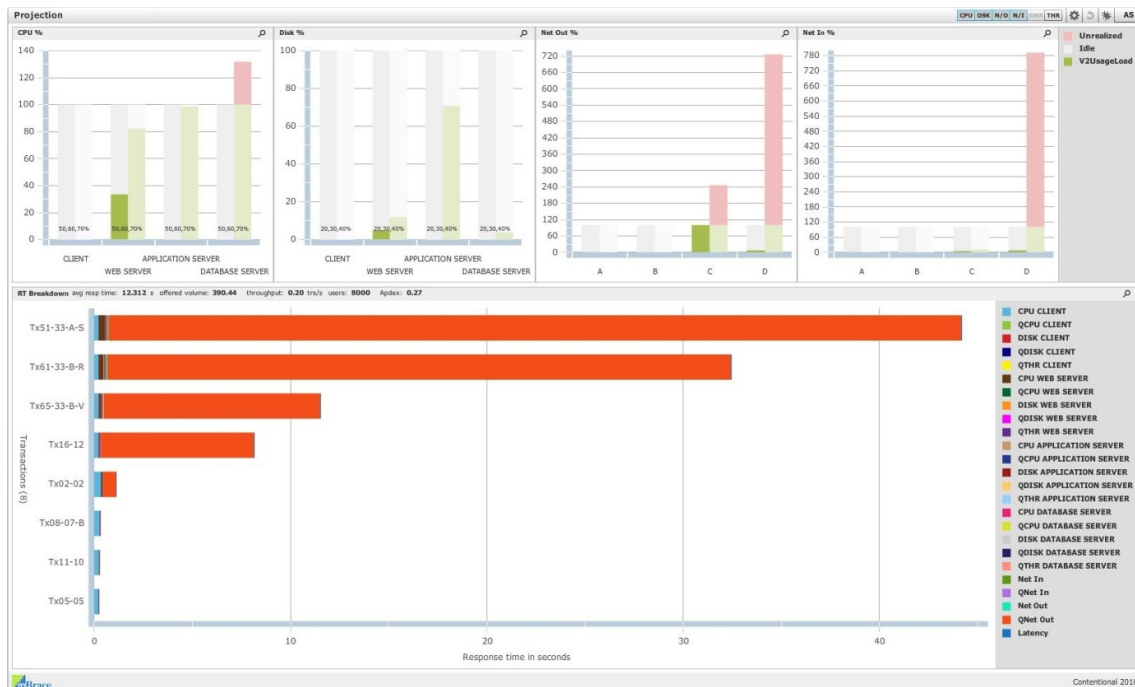 Projection CPU DSK N/O N/I BWR THR AS
CPU %
140
120
100
80
60
40
20
0
50,60,70% 50,60,70% 50,60,70% 50,60,70%
CLIENT APPLICATION SERVER
WEB SERVER DATABASE SERVER
Disk %
100
80
60
40
20
0
20,30,40% 20,30,40% 20,30,40% 20,30,40%
CLIENT APPLICATION SERVER
WEB SERVER DATABASE SERVER
Net Out %
720
660
600
540
480
420
360
300
240
180
120
60
0
A B C D
Net In %
780
720
660
600
540
480
420
360
300
240
180
120
60
0
A B C D
Unrealized
Idle
V2UsageLoad
RT Breakdown avg resp time: 12.312 s offered volume: 390.44 throughput: 0.20 trs/s users: 8000 Apdex: 0.27
Transactions (8)
Tx51-33-A-S
Tx61-33-B-R
Tx65-33-B-V
Tx16-12
Tx02-02
Tx08-07-B
Tx11-10
Tx05-05
0 10 20 30 40
Response time in seconds
CPU CLIENT
QCPU CLIENT
DISK CLIENT
QDISK CLIENT
QTHR CLIENT
CPU WEB SERVER
QCPU WEB SERVER
DISK WEB SERVER
QDISK WEB SERVER
QTHR WEB SERVER
CPU APPLICATION SERVER
QCPU APPLICATION SERVER
DISK APPLICATION SERVER
QDISK APPLICATION SERVER
QTHR APPLICATION SERVER
CPU DATABASE SERVER
QCPU DATABASE SERVER
DISK DATABASE SERVER
QDISK DATABASE SERVER
QTHR DATABASE SERVER
Net In
QNet In
Net Out
QNet Out
Latency
Brace Contentional 2010